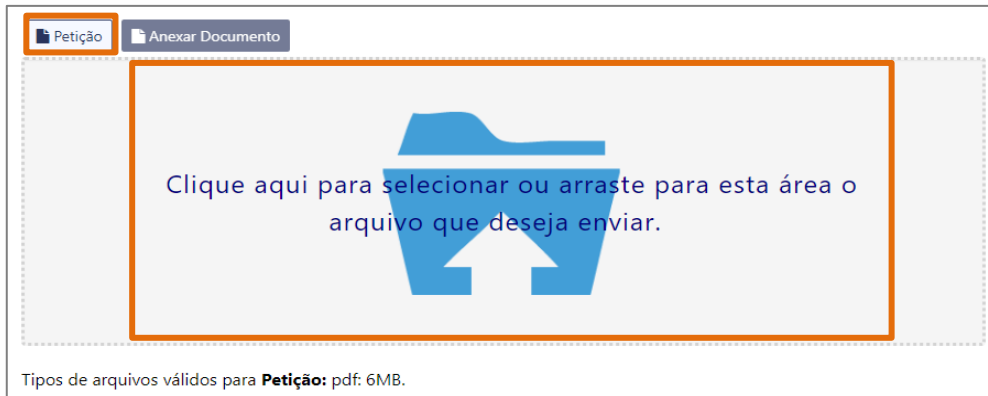 Petição
Anexar Documento
Clique aqui para selecionar ou arraste para esta área o
arquivo que deseja enviar.
Tipos de arquivos válidos para Petição: pdf: 6MB.